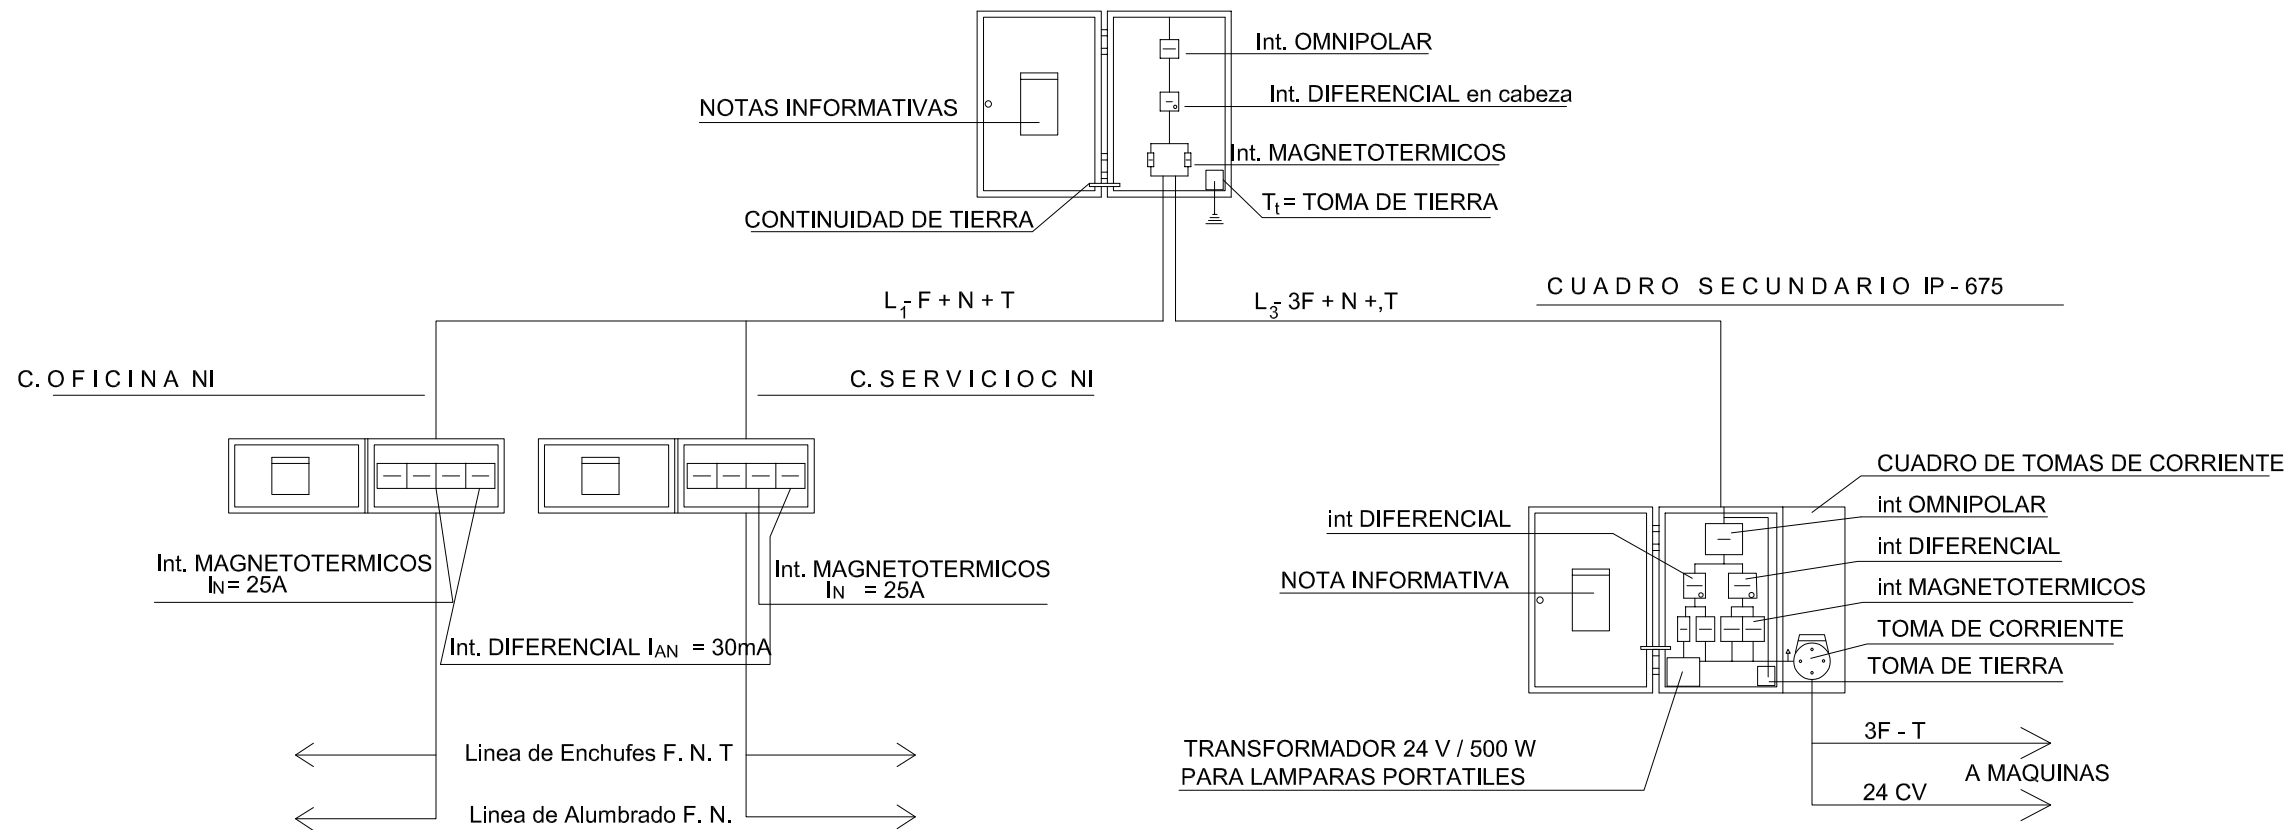 Int. OMNIPOLAR
NOTAS INFORMATIVAS
Int. DIFERENCIAL en cabeza
Int. MAGNETOTERMICOS
CONTINUIDAD DE TIERRA
Tt = TOMA DE TIERRA
L1 - F + N + T
L3 - 3F + N +,T
CUADRO SECUNDARIO IP - 675
C. OFICINA NI
C. SERVICIOC NI
CUADRO DE TOMAS DE CORRIENTE
int DIFERENCIAL
int OMNIPOLAR
int DIFERENCIAL
NOTA INFORMATIVA
int MAGNETOTERMICOS
TOMA DE CORRIENTE
TOMA DE TIERRA
Int. MAGNETOTERMICOS
IN = 25A
Int. MAGNETOTERMICOS
IN = 25A
Int. DIFERENCIAL IAN = 30mA
Linea de Enchufes F. N. T
Linea de Alumbrado F. N.
TRANSFORMADOR 24 V / 500 W
PARA LAMPARAS PORTATILES
3F - T
A MAQUINAS
24 CV